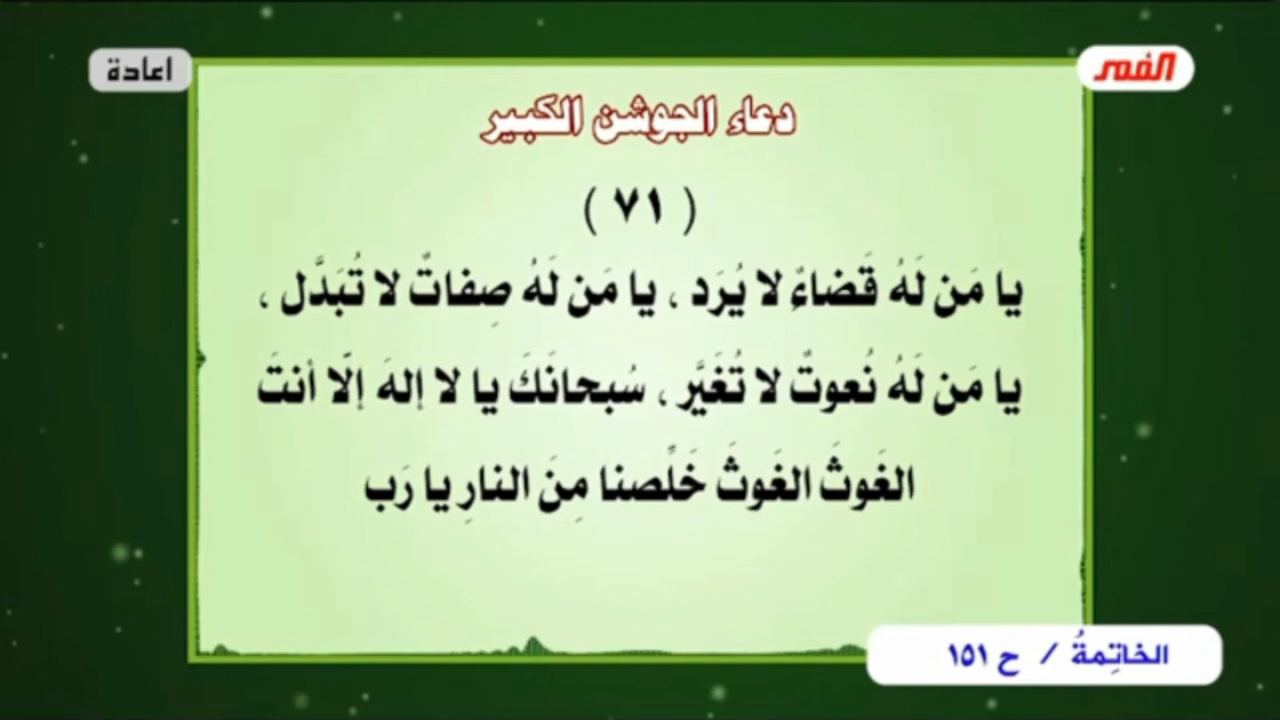 اعادة
القمر
دعاء الجوشن الكبير
( ٧١ )
يا مَن لَهُ قَضاءٌ لا يُرَد ، يا مَن لَهُ صِفاتٌ لا تُبَدَّل ،
يا مَن لَهُ نُعوتٌ لا تُغَيَّر ، سُبحانَكَ يا لا إلهَ إلّا أنتَ
الغَوثَ الغَوثَ خَلِّصنا مِنَ النارِ يا رَب
الخاتِمةُ / ح ١٥١